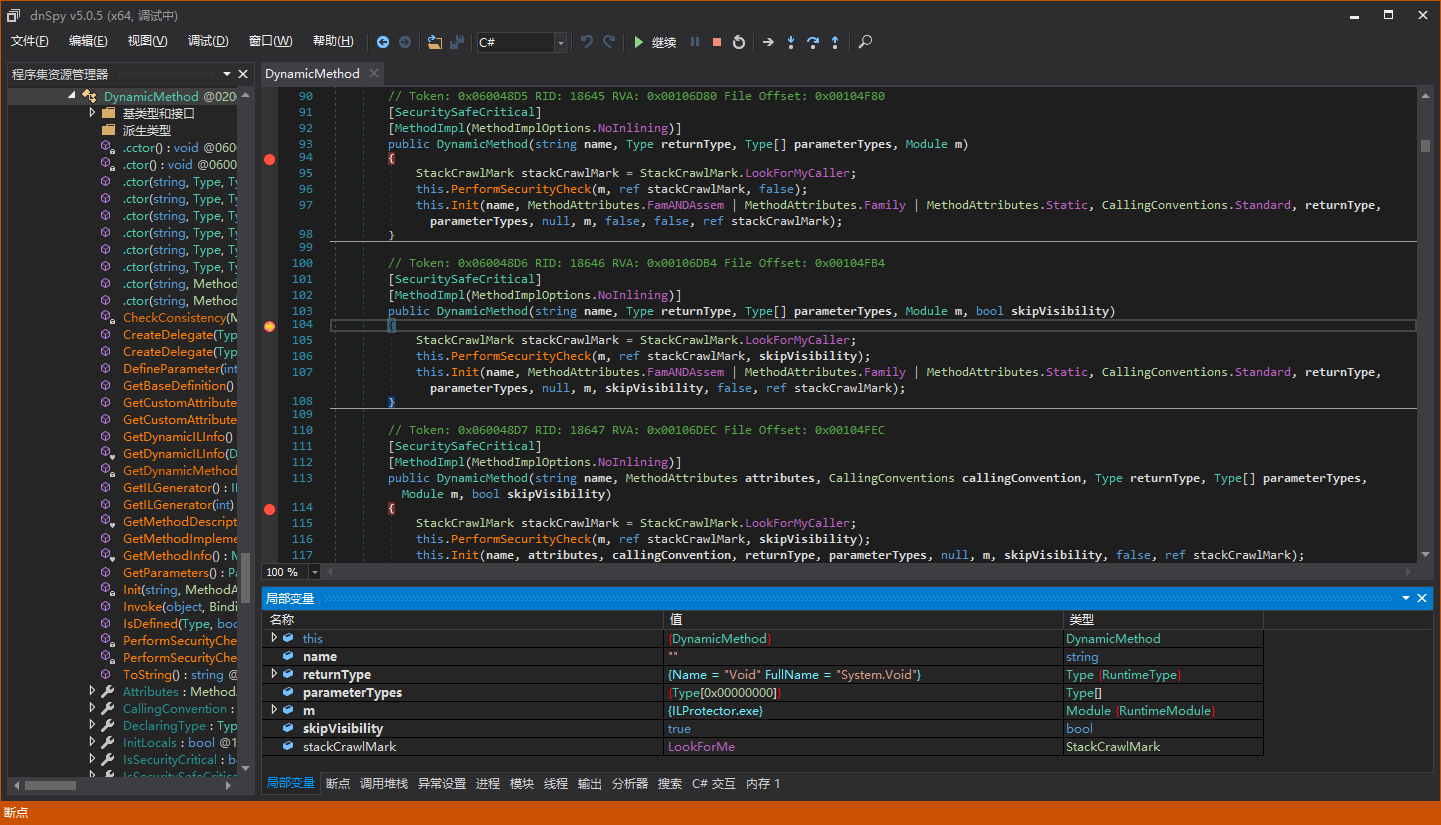 dnSpy v5.0.5 (x64, 调试中)
文件(F) 编辑(E) 视图(V) 调试(D) 窗口(W) 帮助(H) C# 继续
程序集资源管理器
DynamicMethod @020
基类型和接口
派生类型
.cctor() : void @0600
.ctor() : void @0600
.ctor(string, Type, Ty
.ctor(string, Type, Ty
.ctor(string, Type, Ty
.ctor(string, Type, Ty
.ctor(string, Type, Ty
.ctor(string, Type, Ty
.ctor(string, Method
.ctor(string, Method
CheckConsistency(M
CreateDelegate(Typ
CreateDelegate(Typ
DefineParameter(int
GetBaseDefinition()
GetCustomAttribute
GetCustomAttribute
GetDynamicILInfo()
GetDynamicILInfo(D
GetDynamicMethod
GetILGenerator() : I
GetILGenerator(int)
GetMethodDescript
GetMethodImpleme
GetMethodInfo() : M
GetParameters() : Pa
Init(string, MethodA
Invoke(object, Bindi
IsDefined(Type, boo
PerformSecurityChe
PerformSecurityChe
ToString() : string @
Attributes : Method
CallingConvention :
DeclaringType : Typ
InitLocals : bool @1
IsSecurityCritical : b
IsSecuritySafeCritica
DynamicMethod
90 // Token: 0x060048D5 RID: 18645 RVA: 0x00106D80 File Offset: 0x00104F80
91 [SecuritySafeCritical]
92 [MethodImpl(MethodImplOptions.NoInlining)]
93 public DynamicMethod(string name, Type returnType, Type[] parameterTypes, Module m)
94 {
95 StackCrawlMark stackCrawlMark = StackCrawlMark.LookForMyCaller;
96 this.PerformSecurityCheck(m, ref stackCrawlMark, false);
97 this.Init(name, MethodAttributes.FamANDAssem | MethodAttributes.Family | MethodAttributes.Static, CallingConventions.Standard, returnType,
parameterTypes, null, m, false, false, ref stackCrawlMark);
98 }
99
100 // Token: 0x060048D6 RID: 18646 RVA: 0x00106DB4 File Offset: 0x00104FB4
101 [SecuritySafeCritical]
102 [MethodImpl(MethodImplOptions.NoInlining)]
103 public DynamicMethod(string name, Type returnType, Type[] parameterTypes, Module m, bool skipVisibility)
104 {
105 StackCrawlMark stackCrawlMark = StackCrawlMark.LookForMyCaller;
106 this.PerformSecurityCheck(m, ref stackCrawlMark, skipVisibility);
107 this.Init(name, MethodAttributes.FamANDAssem | MethodAttributes.Family | MethodAttributes.Static, CallingConventions.Standard, returnType,
parameterTypes, null, m, skipVisibility, false, ref stackCrawlMark);
108 }
109
110 // Token: 0x060048D7 RID: 18647 RVA: 0x00106DEC File Offset: 0x00104FEC
111 [SecuritySafeCritical]
112 [MethodImpl(MethodImplOptions.NoInlining)]
113 public DynamicMethod(string name, MethodAttributes attributes, CallingConventions callingConvention, Type returnType, Type[] parameterTypes,
Module m, bool skipVisibility)
114 {
115 StackCrawlMark stackCrawlMark = StackCrawlMark.LookForMyCaller;
116 this.PerformSecurityCheck(m, ref stackCrawlMark, skipVisibility);
117 this.Init(name, attributes, callingConvention, returnType, parameterTypes, null, m, skipVisibility, false, ref stackCrawlMark);
100 %
局部变量
名称 值 类型
this {DynamicMethod} DynamicMethod
name "" string
returnType {Name = "Void" FullName = "System.Void"} Type {RuntimeType}
parameterTypes {Type[0x00000000]} Type[]
m {ILProtector.exe} Module {RuntimeModule}
skipVisibility true bool
stackCrawlMark LookForMe StackCrawlMark
局部变量 断点 调用堆栈 异常设置 进程 模块 线程 输出 分析器 搜索 C# 交互 内存 1
断点